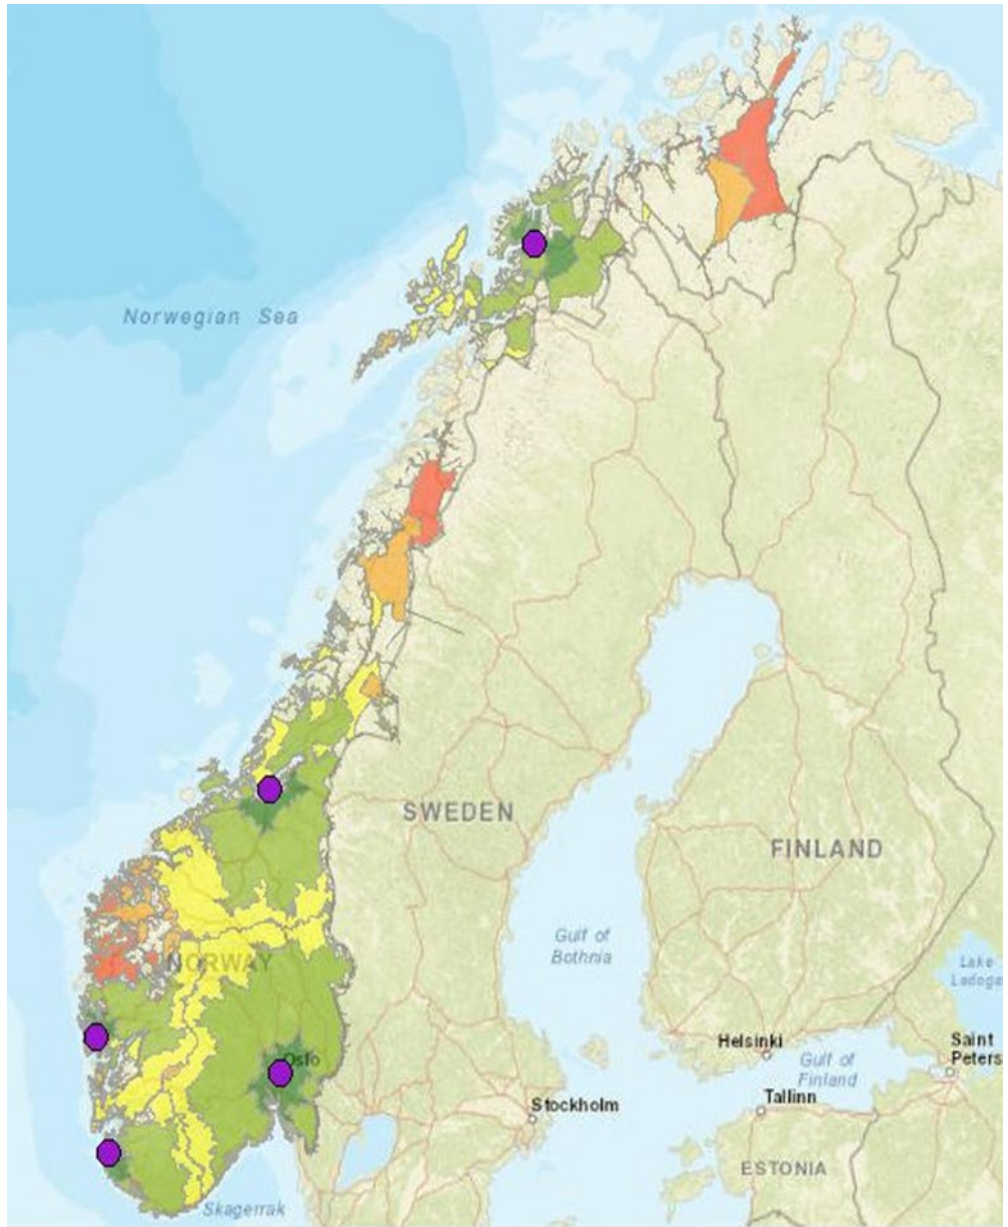 Norwegian Sea
SWEDEN
FINLAND
Gulf of
Bothnia
NORWAY
Lake
Ladoga
Oslo
Helsinki
Gulf of
Finland
Saint
Peters
Stockholm
Tallinn
ESTONIA
Skagerrak